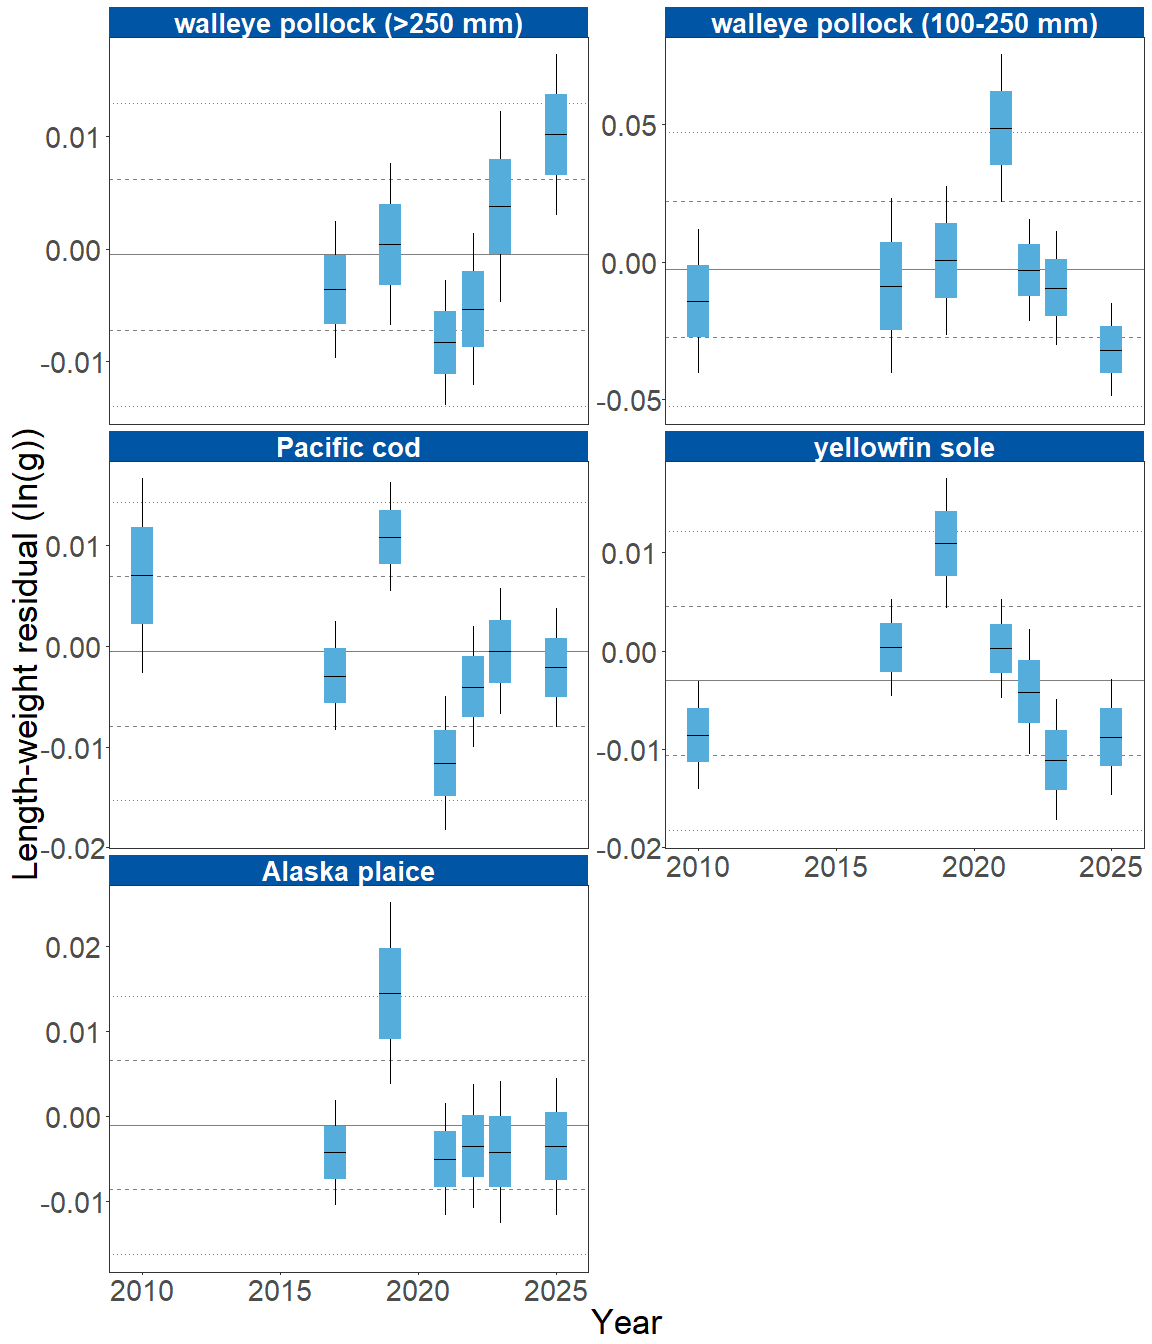 walleye pollock (>250 mm)
walleye pollock (100-250 mm)
0.01
0.00
-0.01
0.05
0.00
-0.05
Pacific cod
yellowfin sole
0.01
0.00
-0.01
-0.02
0.01
0.00
-0.01
-0.02
2010 2015 2020 2025
Alaska plaice
0.02
0.01
0.00
-0.01
2010 2015 2020 2025
Year
Length-weight residual (ln(g))